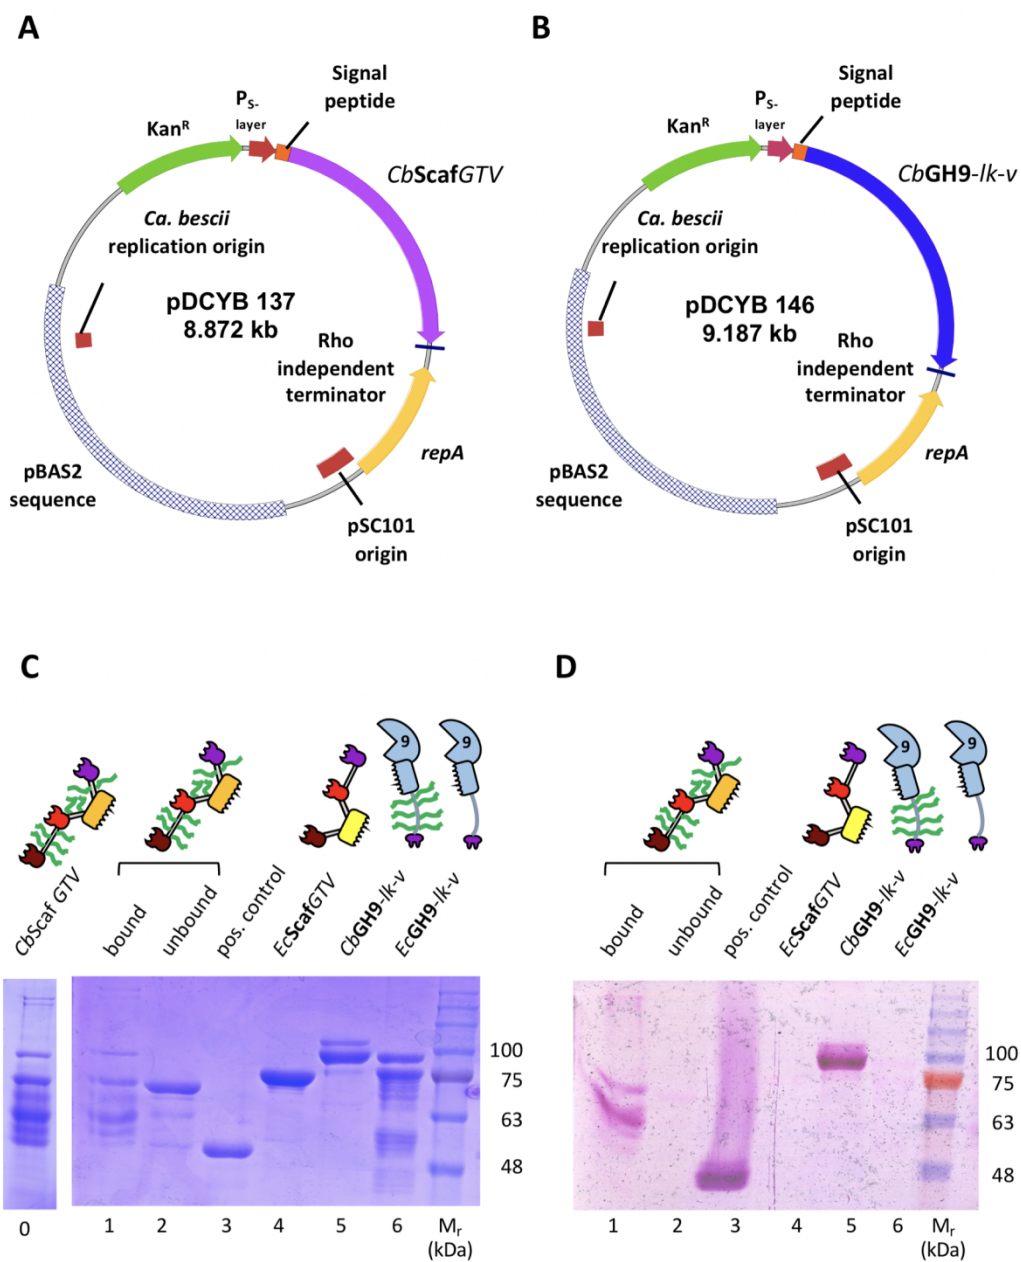 A
B
Signal
peptide
P S-
layer
Kan^R
CbScafGTV
Ca. bescii
replication origin
pDCYB 137
8.872 kb
Rho
independent
terminator
pBAS2
sequence
repA
pSC101
origin
Signal
peptide
P S-
layer
Kan^R
CbGH9-lk-v
Ca. bescii
replication origin
pDCYB 146
9.187 kb
Rho
independent
terminator
pBAS2
sequence
repA
pSC101
origin
C
9
9
CbScaf GTV
bound
unbound
pos. control
EcScafGTV
CbGH9-lk-v
EcGH9-lk-v
100
75
63
48
0
1
2
3
4
5
6
Mr
(kDa)
D
9
9
bound
unbound
pos. control
EcScafGTV
CbGH9-lk-v
EcGH9-lk-v
100
75
63
48
1
2
3
4
5
6
Mr
(kDa)